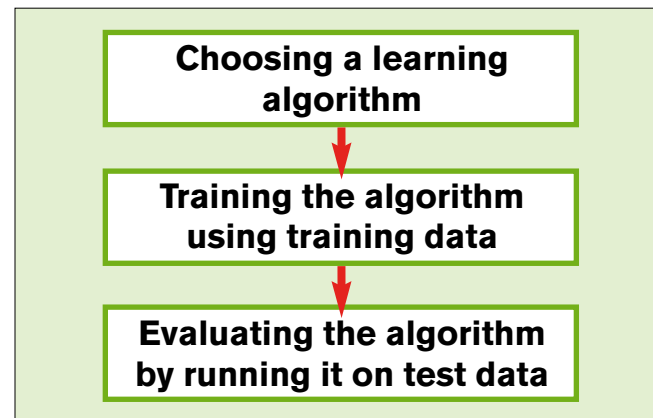 Choosing a learning
algorithm
Training the algorithm
using training data
Evaluating the algorithm
by running it on test data